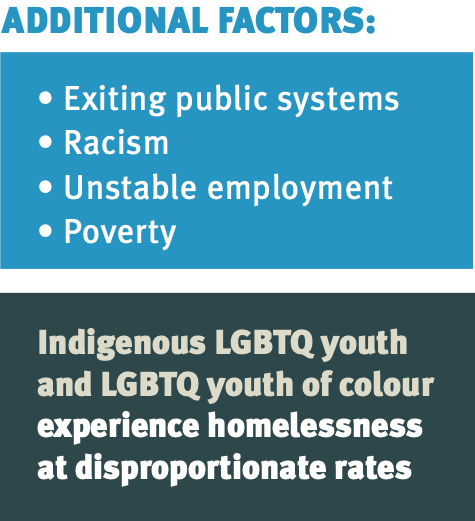 ADDITIONAL FACTORS:
• Exiting public systems
• Racism
• Unstable employment
• Poverty
Indigenous LGBTQ youth
and LGBTQ youth of colour
experience homelessness
at disproportionate rates